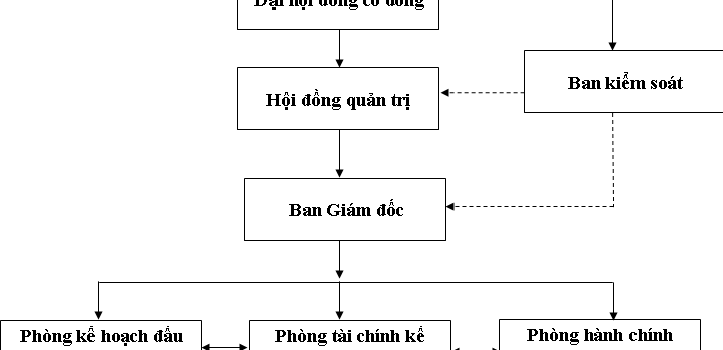 Đại hội đồng cổ đông
Ban kiểm soát
Hội đồng quản trị
Ban Giám đốc
Phòng kế hoạch đầu
Phòng tài chính kế
Phòng hành chính